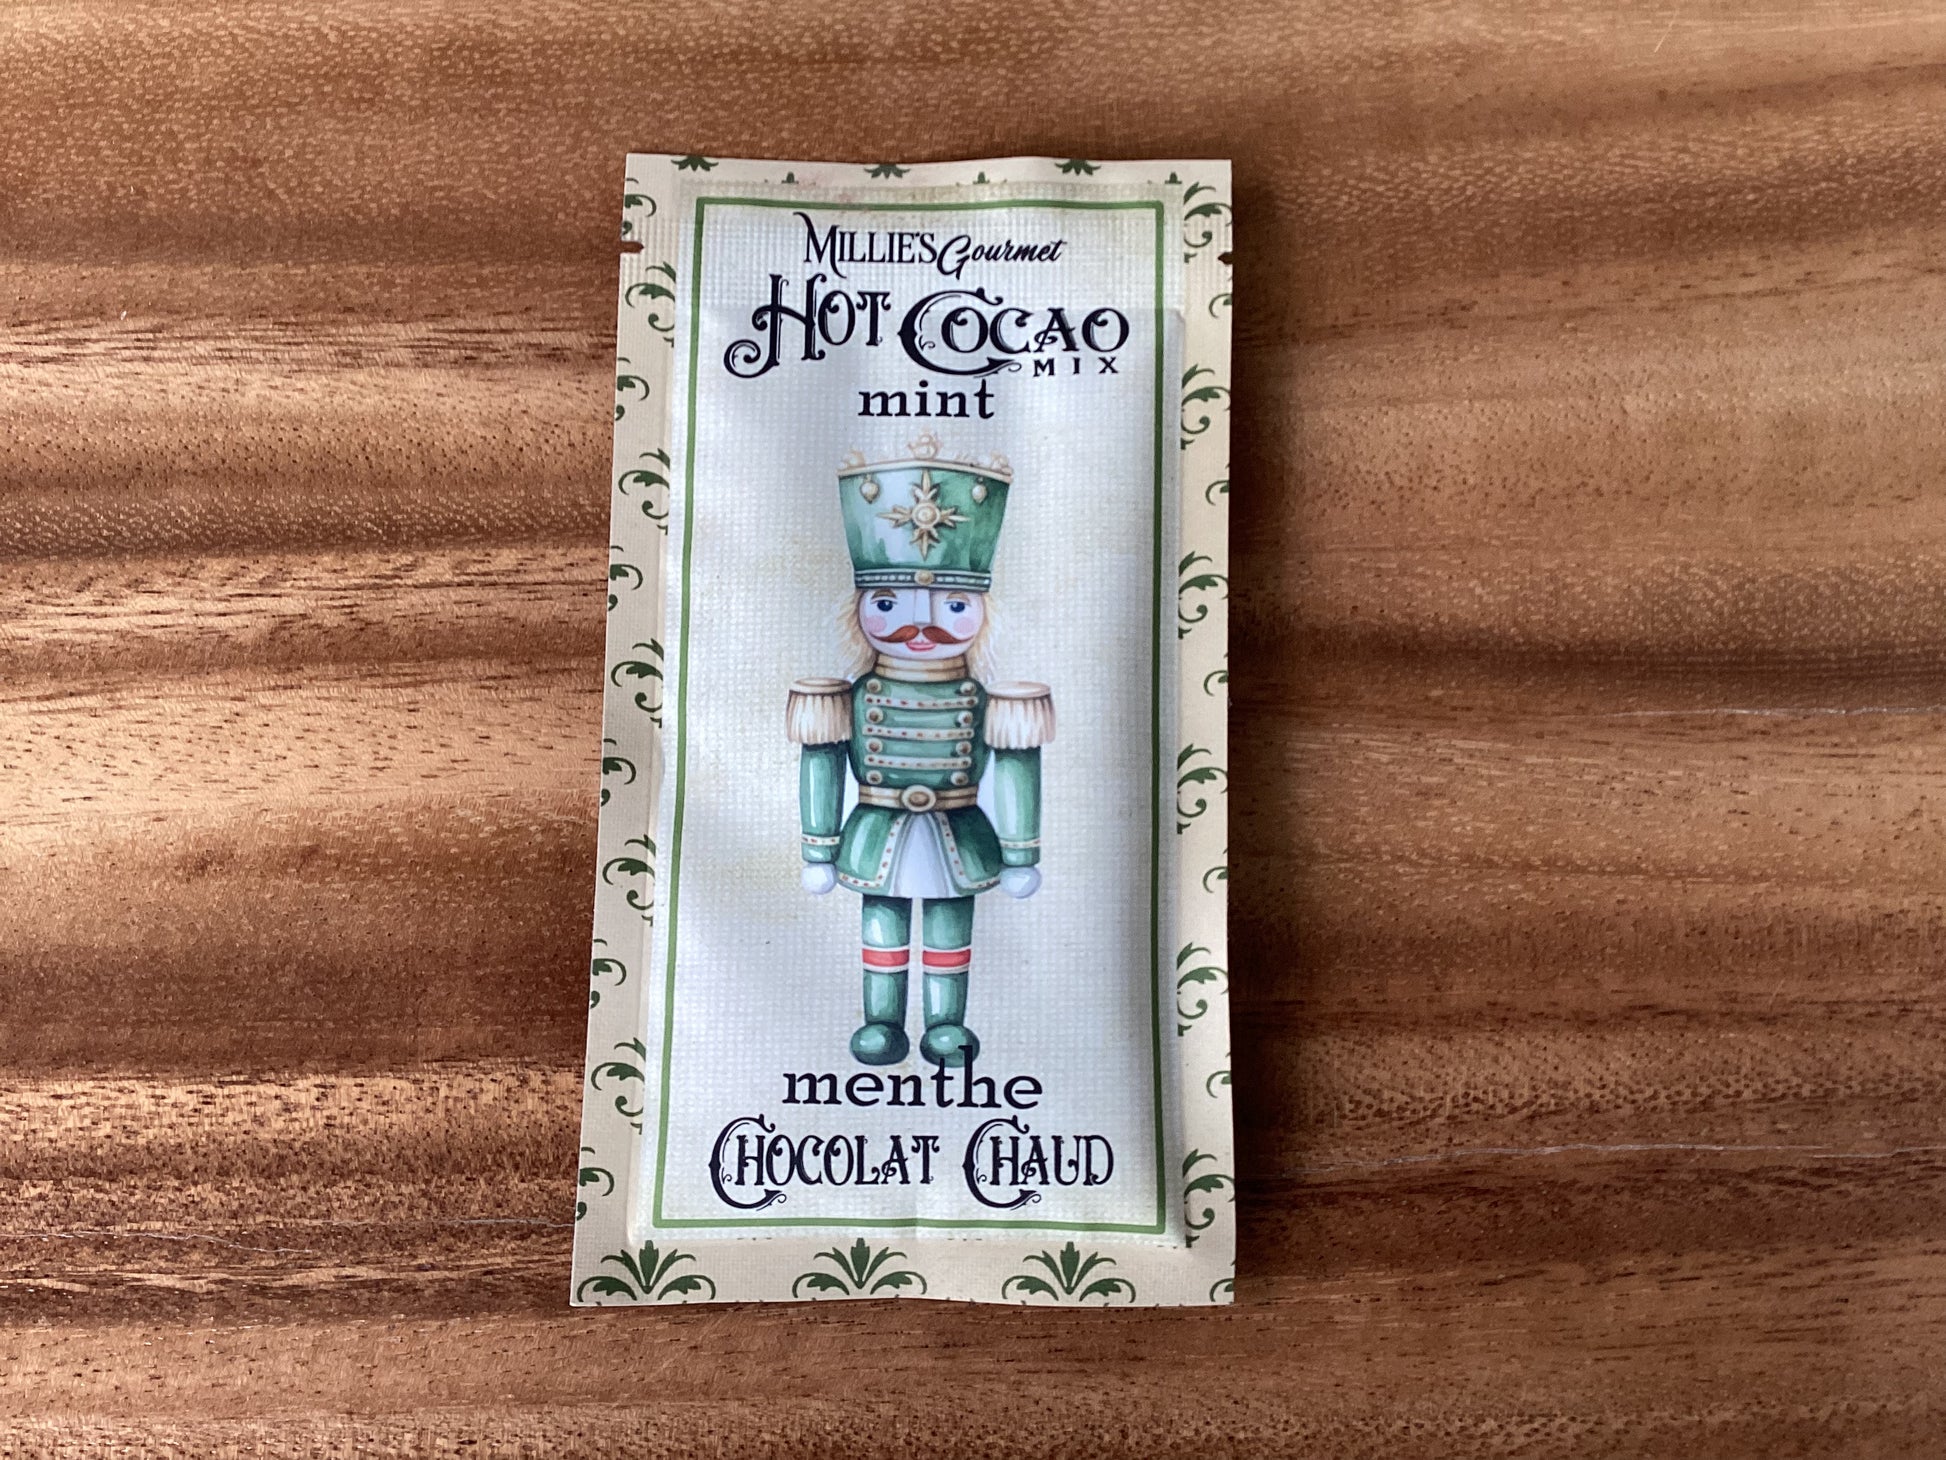 MILLIE'S Gourmet
HOT COCAO
MIX
mint
menthe
CHOCOLAT CHAUD